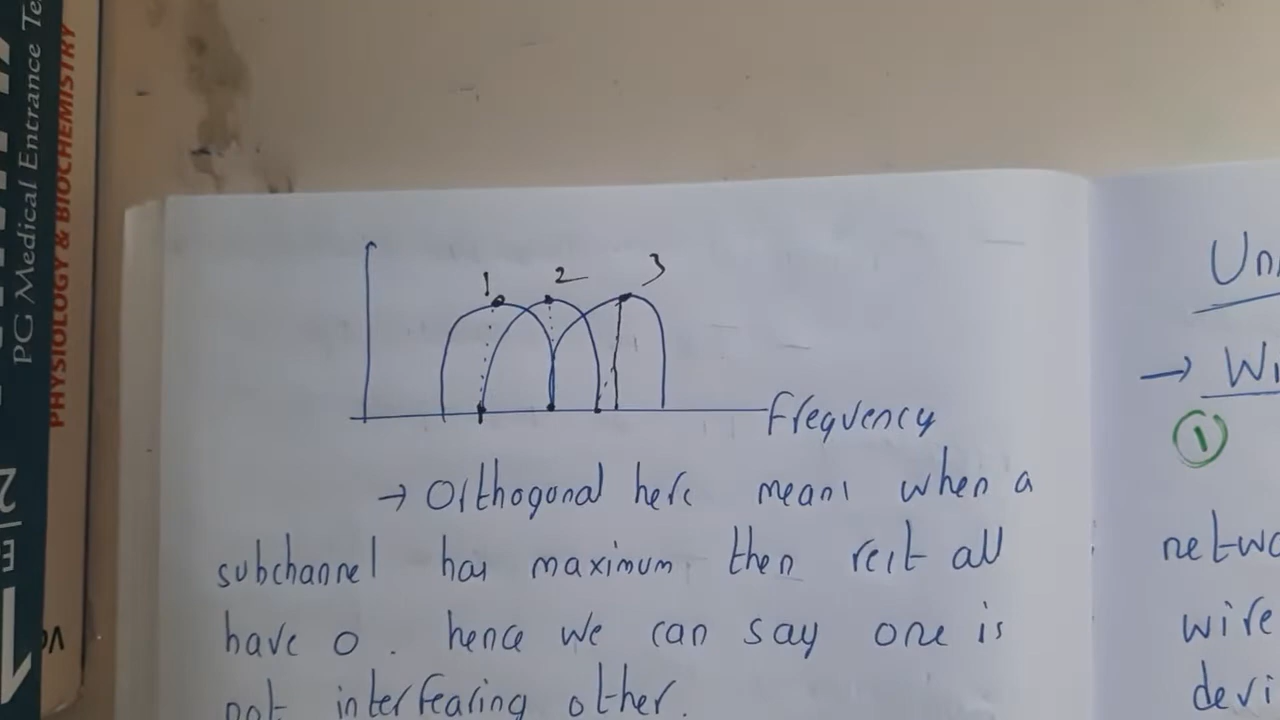 PG Medical Entrance Te
PHYSIOLOGY & BIOCHEMISTRY
1 2 3
Frequency
→ Orthogonal here means when a
subchannel has maximum then rest all
have 0. hence we can say one is
not interfearing other.
Un
→ Wi
1
netwo
wire
devi